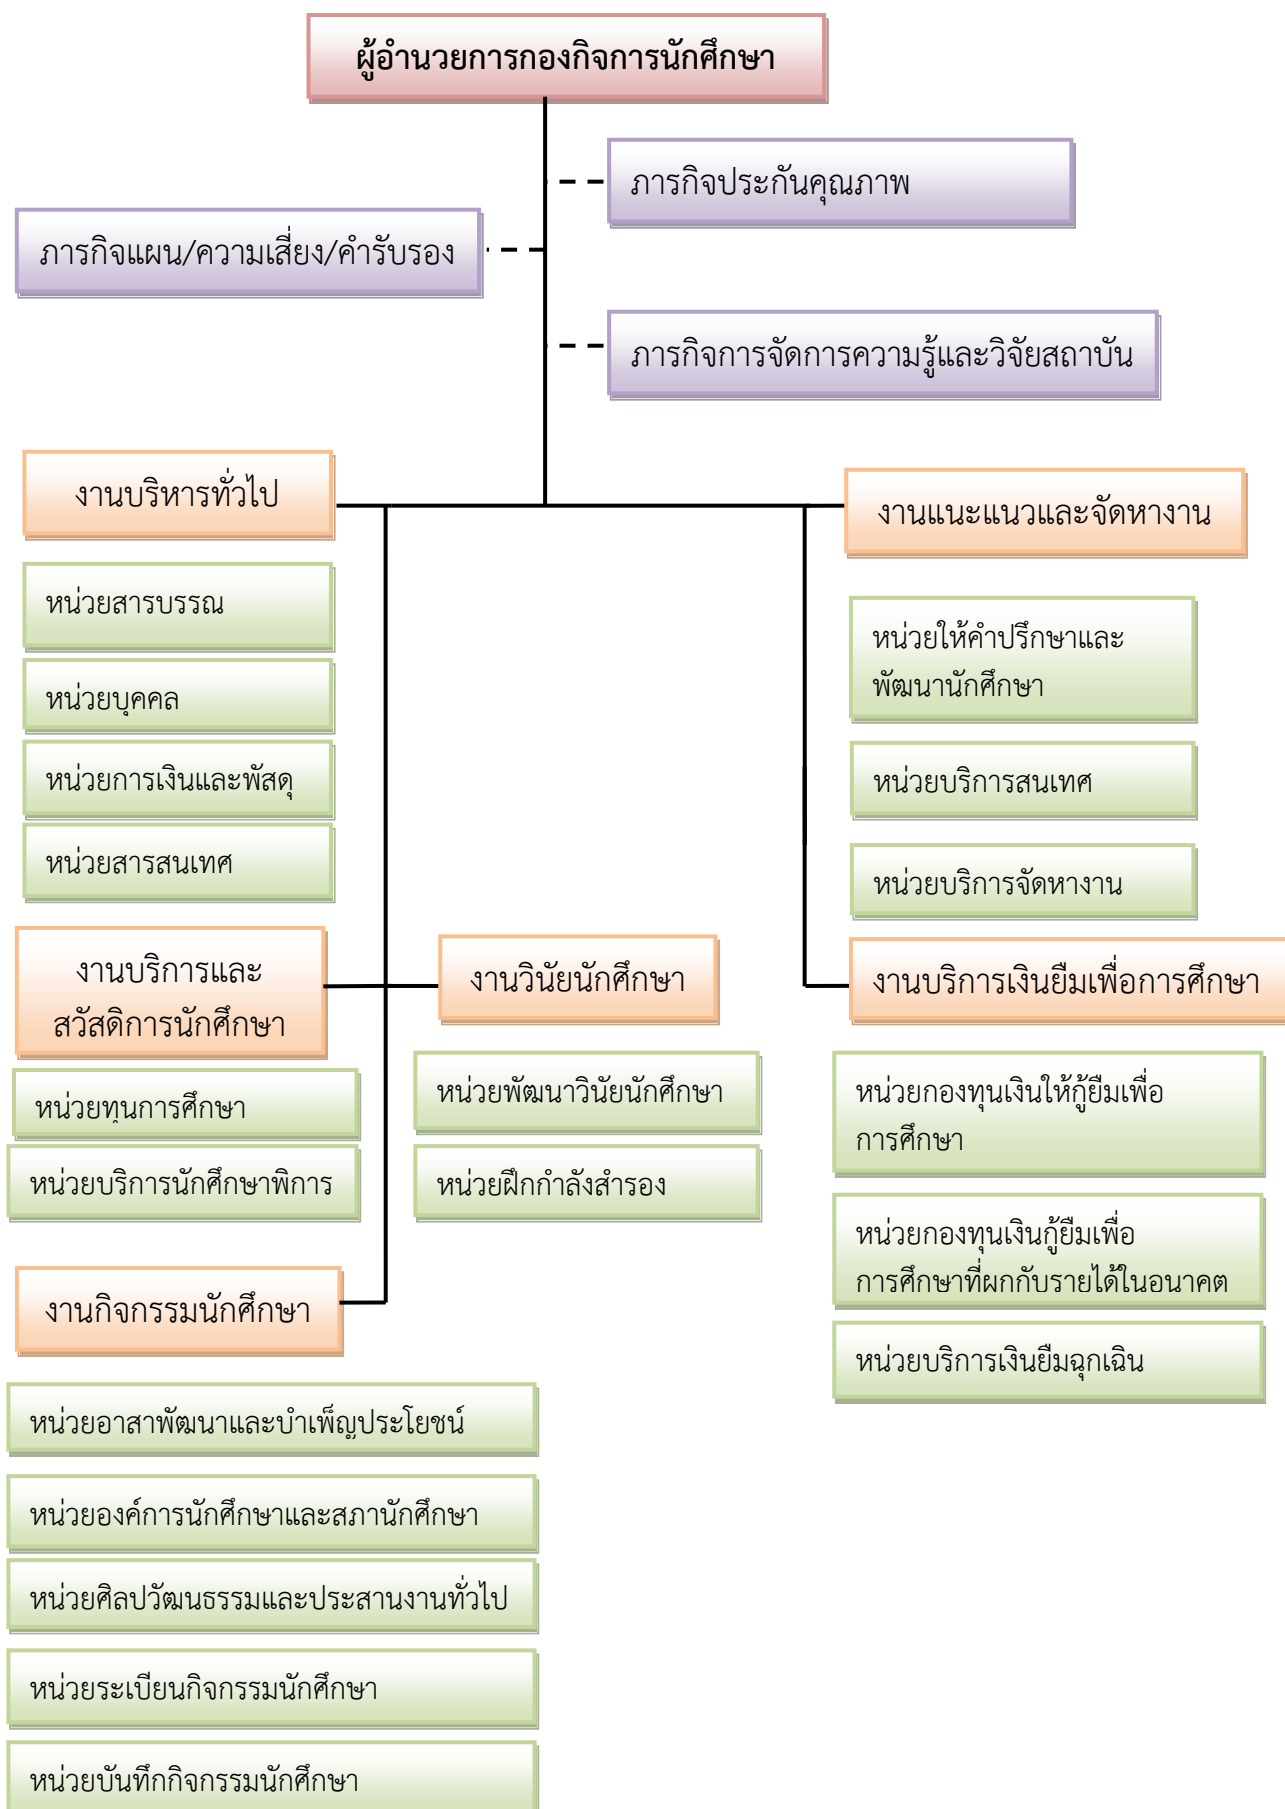 ผู้อำนวยการกองกิจการนักศึกษา
ภารกิจประกันคุณภาพ
ภารกิจแผน/ความเสี่ยง/คำรับรอง
ภารกิจการจัดการความรู้และวิจัยสถาบัน
งานบริหารทั่วไป
หน่วยสารบรรณ
หน่วยบุคคล
หน่วยการเงินและพัสดุ
หน่วยสารสนเทศ
งานแนะแนวและจัดหางาน
หน่วยให้คำปรึกษาและ
พัฒนานักศึกษา
หน่วยบริการสนเทศ
หน่วยบริการจัดหางาน
งานบริการและ
สวัสดิการนักศึกษา
หน่วยทุนการศึกษา
หน่วยบริการนักศึกษาพิการ
งานวินัยนักศึกษา
หน่วยพัฒนาวินัยนักศึกษา
หน่วยฝึกกำลังสำรอง
งานบริการเงินยืมเพื่อการศึกษา
หน่วยกองทุนเงินให้กู้ยืมเพื่อ
การศึกษา
หน่วยกองทุนเงินกู้ยืมเพื่อ
การศึกษาที่ผกกับรายได้ในอนาคต
หน่วยบริการเงินยืมฉุกเฉิน
งานกิจกรรมนักศึกษา
หน่วยอาสาพัฒนาและบำเพ็ญประโยชน์
หน่วยองค์การนักศึกษาและสภานักศึกษา
หน่วยศิลปวัฒนธรรมและประสานงานทั่วไป
หน่วยระเบียนกิจกรรมนักศึกษา
หน่วยบันทึกกิจกรรมนักศึกษา